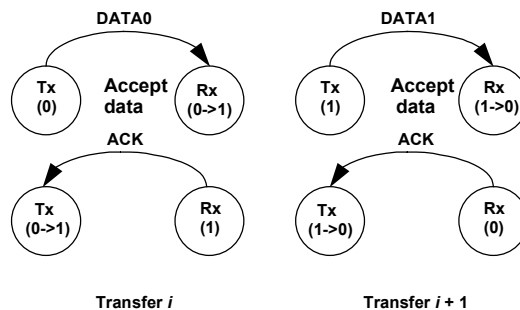 DATA0
Tx
(0)
Accept
data
Rx
(0->1)
ACK
Tx
(0->1)
Rx
(1)
Transfer i
DATA1
Tx
(1)
Accept
data
Rx
(1->0)
ACK
Tx
(1->0)
Rx
(0)
Transfer i + 1